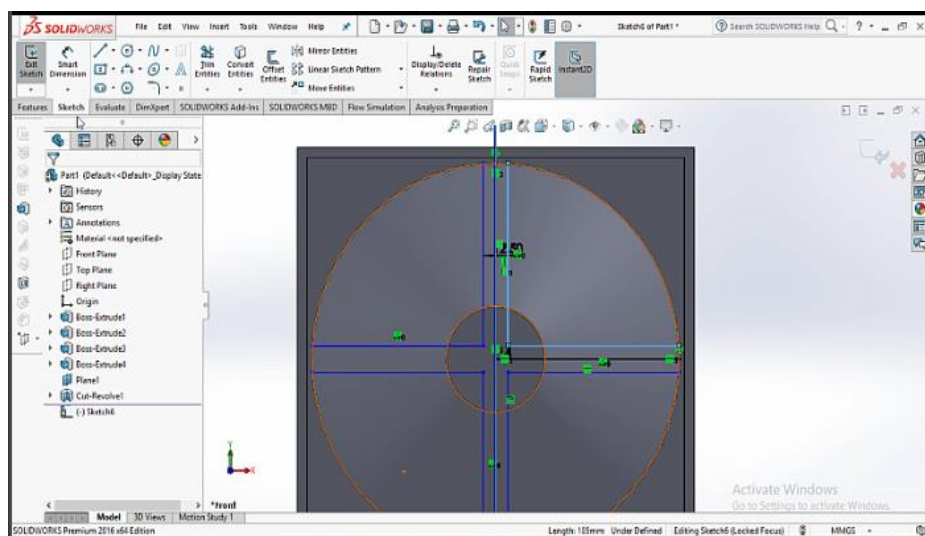 SOLIDWORKS File Edit View Insert Tools Window Help Sketch6 of Part1 * Search SOLIDWORKS Help
Exit Sketch Smart Dimension Trim Entities Convert Entities Offset Entities Mirror Entities Linear Sketch Pattern Move Entities Display/Delete Relations Repair Sketch Quick Snaps Rapid Sketch Instant2D
Features Sketch Evaluate DimXpert SOLIDWORKS Add-Ins SOLIDWORKS MBD Flow Simulation Analysis Preparation
Part1 (Default<<Default>_Display State
History
Sensors
Annotations
Material <not specified>
Front Plane
Top Plane
Right Plane
Origin
Boss-Extrude1
Boss-Extrude2
Boss-Extrude3
Boss-Extrude4
Plane1
Cut-Revolve1
(-) Sketch6
Y
X
*Front
Activate Windows
Go to Settings to activate Windows.
Model 3D Views Motion Study 1
SOLIDWORKS Premium 2016 x64 Edition Length: 185mm Under Defined Editing Sketch6 (Locked Focus) MMGS